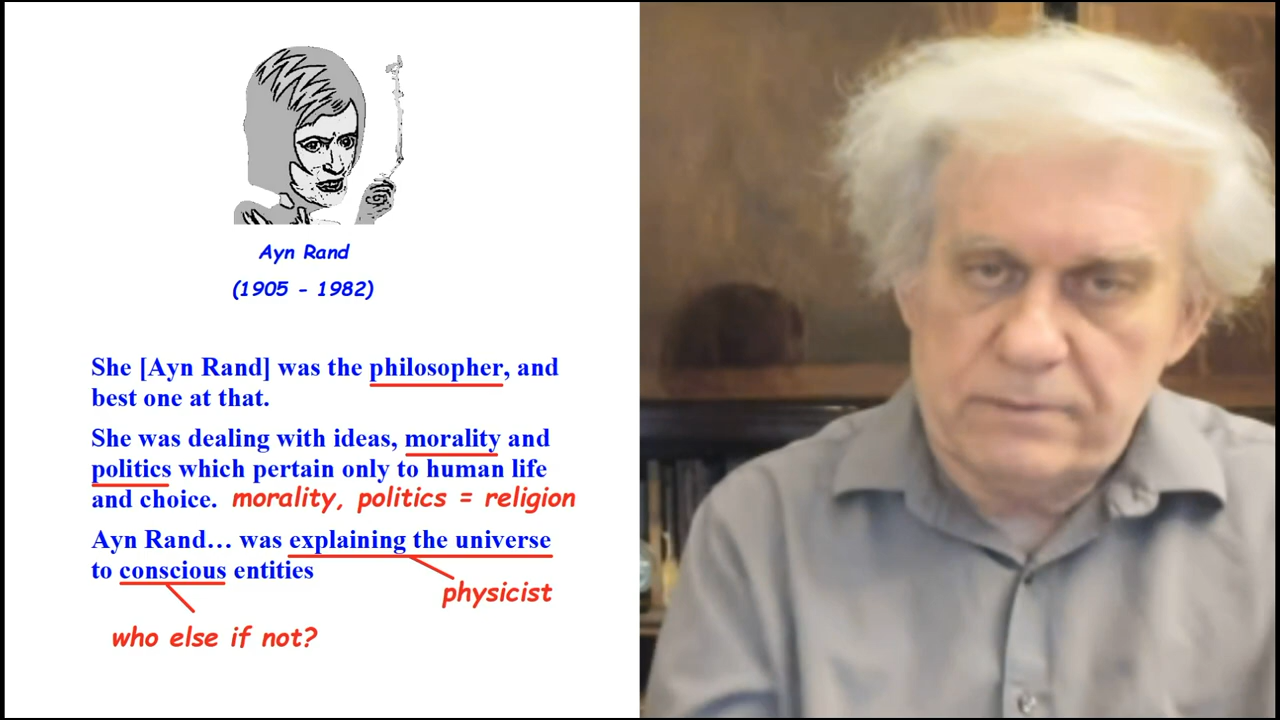 Ayn Rand
(1905 - 1982)
She [Ayn Rand] was the philosopher, and
best one at that.
She was dealing with ideas, morality and
politics which pertain only to human life
and choice. morality, politics = religion
Ayn Rand... was explaining the universe
to conscious entities
physicist
who else if not?